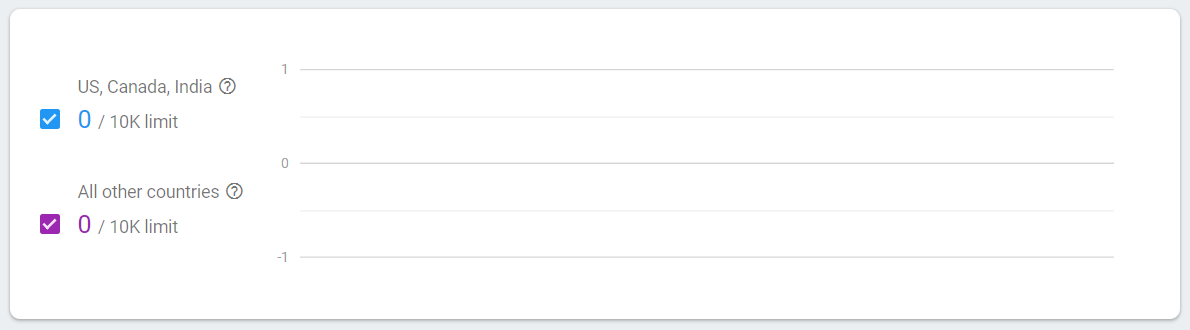 US, Canada, India
0 / 10K limit
All other countries
0 / 10K limit
1
0
-1